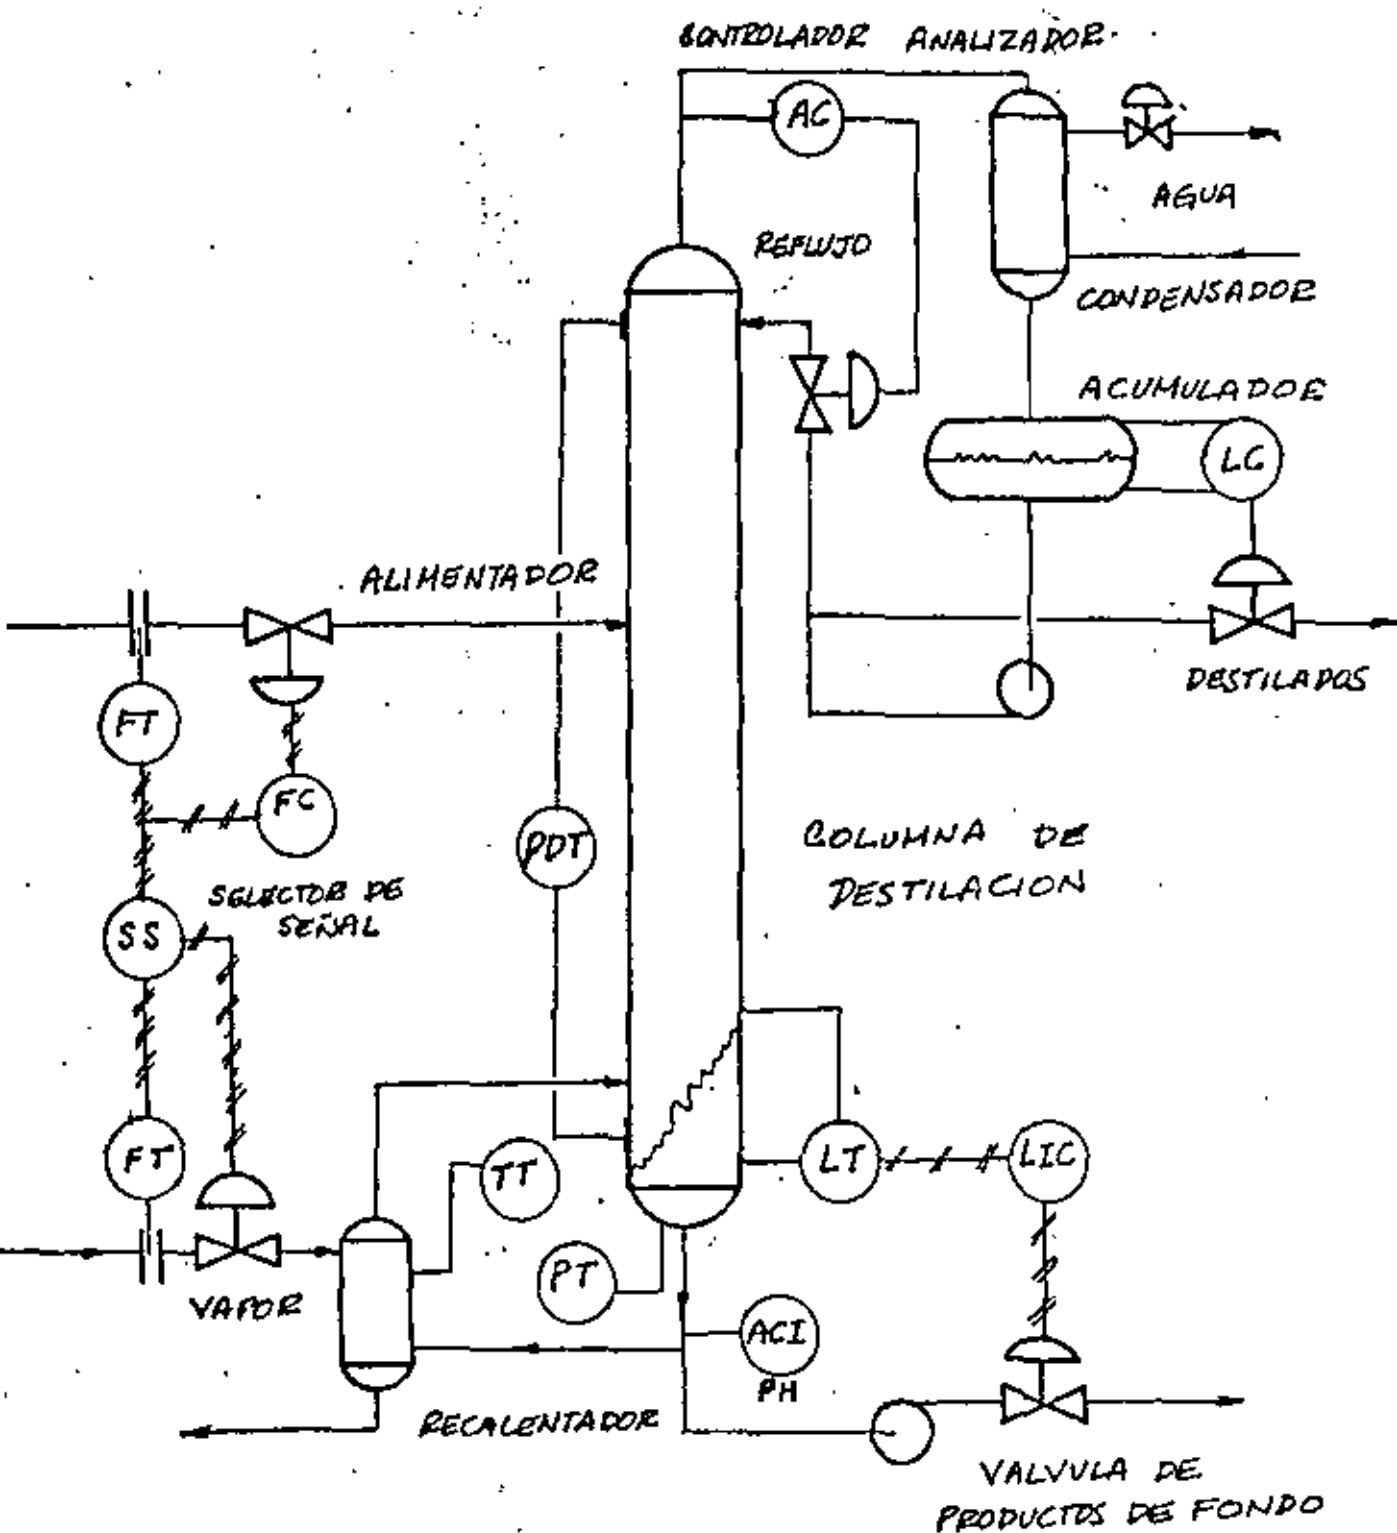 CONTROLADOR ANALIZADOR
AC
AGUA
REFLUJO
CONDENSADOR
ACUMULADOR
LC
ALIMENTADOR
DESTILADOS
FT
FC
PDT
COLUMNA DE
DESTILACION
SELECTOR DE
SEÑAL
SS
FT
TT
LT
LIC
PT
VAPOR
ACI
PH
RECALENTADOR
VALVULA DE
PRODUCTOS DE FONDO